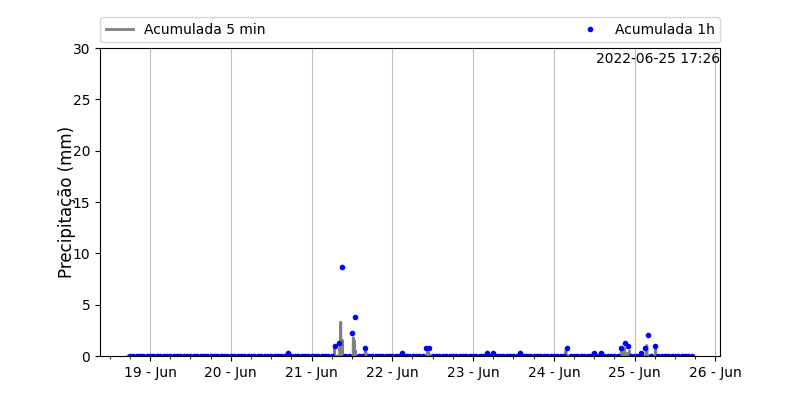 Acumulada 5 min Acumulada 1h
2022-06-25 17:26
Precipitação (mm)
30
25
20
15
10
5
0
19 - Jun 20 - Jun 21 - Jun 22 - Jun 23 - Jun 24 - Jun 25 - Jun 26 - Jun